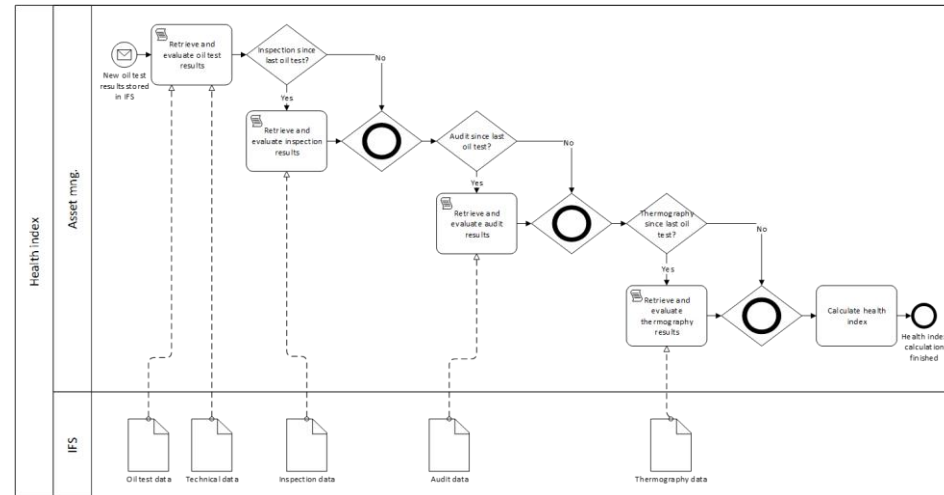 Health index
Asset mng.
IFS
New oil test
results stored
in IFS
Retrieve and
evaluate oil test
results
Inspection since
last oil test?
No
Yes
Retrieve and
evaluate inspection
results
Audit since last
oil test?
No
Yes
Retrieve and
evaluate audit
results
Thermography
since last oil
test?
No
Yes
Retrieve and
evaluate
thermography
results
Calculate health
index
Health index
calculation
finished
Oil test data
Technical data
Inspection data
Audit data
Thermography data